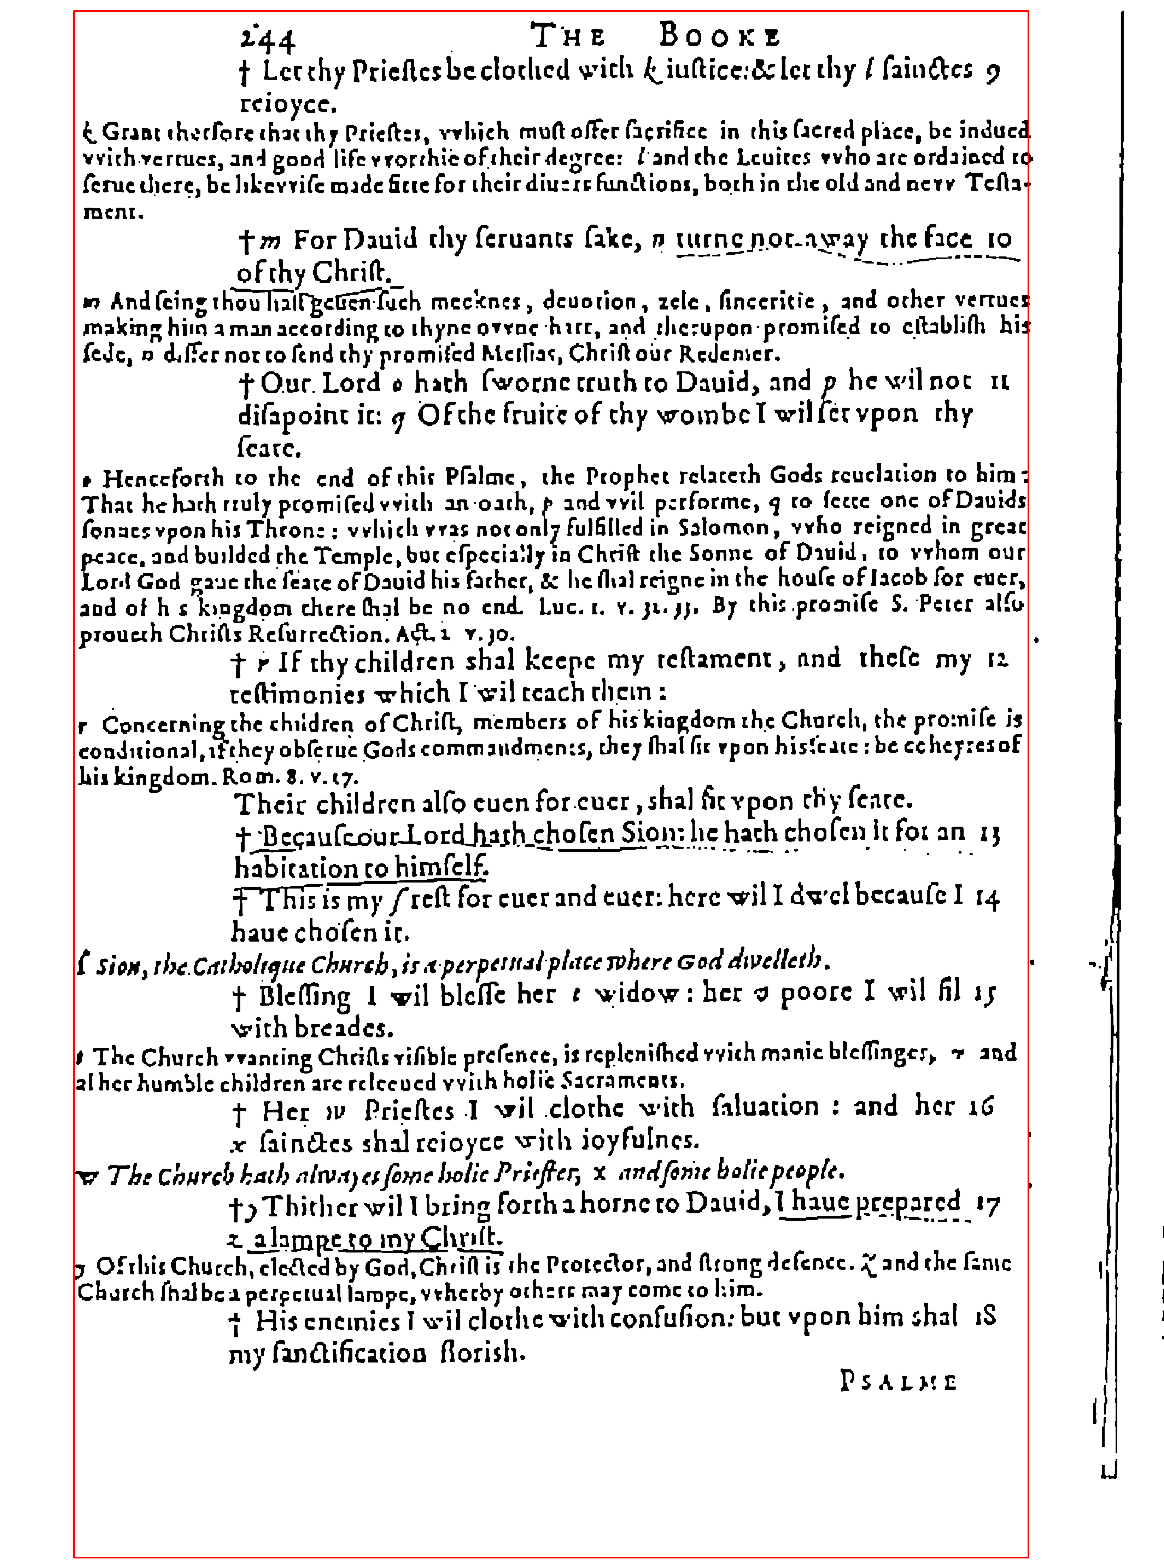 244 THE BOOKE
† Let thy Prieſtes be clothed with k iuſtice: & let thy l ſainctes 9
reioyce.
k Grant therfore that thy Prieſtes, vvhich muſt offer ſacrifice in this ſacred place, be indued
vvith vertues, and good life vvorthie of their degree: l and the Leuites vvho are ordained to
ſerue there, be likevviſe made fitte for their diuers functions, both in the old and nevv Teſta-
ment.
† m For Dauid thy ſeruants ſake, n turne not away the face 10
of thy Chriſt.
m And ſeing thou haſt geuen ſuch meeknes, deuotion, zele, ſinceritie, and other vertues
making him a man according to thyne ovvne hart, and therupon promiſed to eſtabliſh his
ſede, n differ not to ſend thy promiſed Meſſias, Chriſt our Redemer.
† Our Lord o hath ſworne truth to Dauid, and p he wil not 11
diſapoint it: q Of the fruite of thy wombe I wil ſet vpon thy
ſeate.
o Henceforth to the end of this Pſalme, the Prophet relateth Gods reuelation to him:
That he hath truly promiſed vvith an oath, p and vvil performe, q to ſette one of Dauids
ſonnes vpon his Throne: vvhich vvas not only fulfilled in Salomon, vvho reigned in great
peace, and builded the Temple, but eſpecially in Chriſt the Sonne of Dauid, to vvhom our
Lord God gaue the ſeate of Dauid his father, & he ſhal reigne in the houſe of Iacob for euer,
and of h s kingdom there ſhal be no end. Luc. 1. v. 32. 33. By this promiſe S. Peter alſo
proueth Chriſts Reſurrection. Act. 2 v. 30.
† r If thy children shal keepe my teſtament, and theſe my 12
teſtimonies which I wil teach them:
r Concerning the children of Chriſt, members of his kingdom the Church, the promiſe is
conditional, if they obſerue Gods commandments, they ſhal ſit vpon his ſeate: be coheyres of
his kingdom. Rom. 8. v. 17.
Their children alſo euen for euer, shal ſit vpon thy ſeate.
† Becauſe our Lord hath choſen Sion: he hath choſen it for an 13
habitation to himſelf.
† This is my ſ reſt for euer and euer: here wil I dwel becauſe I 14
haue choſen it.
ſ Sion, the Catholique Church, is a perpetual place where God dwelleth.
† Bleſſing I wil bleſſe her t widow: her v poore I wil fil 15
with breades.
t The Church vvanting Chriſts viſible preſence, is repleniſhed vvith manie bleſſinges, v and
al her humble children are releeued vvith holie Sacraments.
† Her w Prieſtes I wil clothe with ſaluation: and her 16
x ſainctes shal reioyce with ioyfulnes.
w The Church hath alwayes ſome holie Prieſtes, x and ſome holie people.
† y Thither wil I bring forth a horne to Dauid, I haue prepared 17
z a lampe to my Chriſt.
y Of this Church, elected by God, Chriſt is the Protector, and ſtrong defence. z and the ſame
Church ſhal be a perpetual lampe, vvherby others may come to him.
† His enemies I wil clothe with confuſion: but vpon him shal 18
my ſanctification floriſh.
PSALME